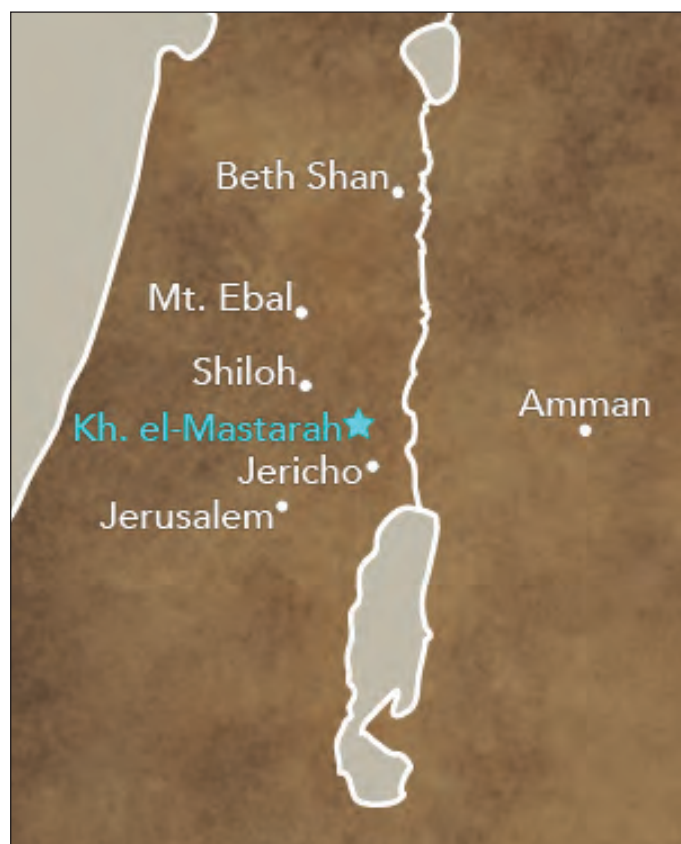 Beth Shan
Mt. Ebal
Shiloh
Amman
Kh. el-Mastarah
Jericho
Jerusalem